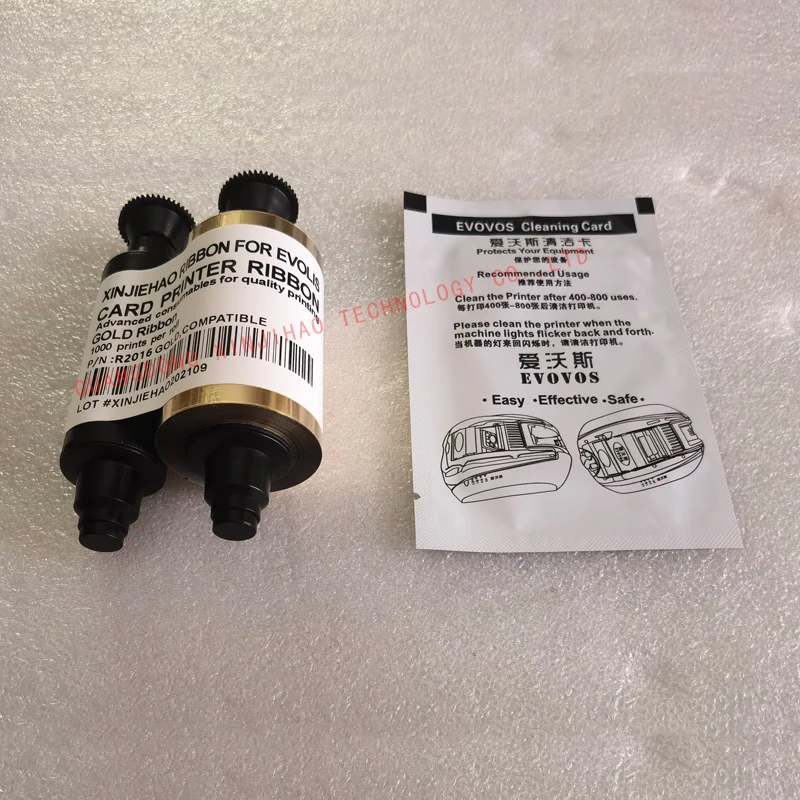 XINJIEHAO RIBBON FOR EVOLIS
CARD PRINTER RIBBON
Advanced consumables for quality printing
GOLD Ribbon
1000 prints per roll
P/N :R2016 GOLD,COMPATIBLE
LOT #XINJIEHAO202109
EVOVOS Cleaning Card
爱沃斯清洁卡
Protects Your Equipment
保护您的设备
Recommended Usage
推荐使用方法
Clean the Printer after 400-800 uses.
每打印400张-800张后清洁打印机。
Please clean the printer when the
machine lights flicker back and forth.
当机器的灯来回闪烁时，请清洁打印机。
爱沃斯
EVOVOS
· Easy ·Effective ·Safe·
XINJIHAO TECHNOLOGY CO.,LTD